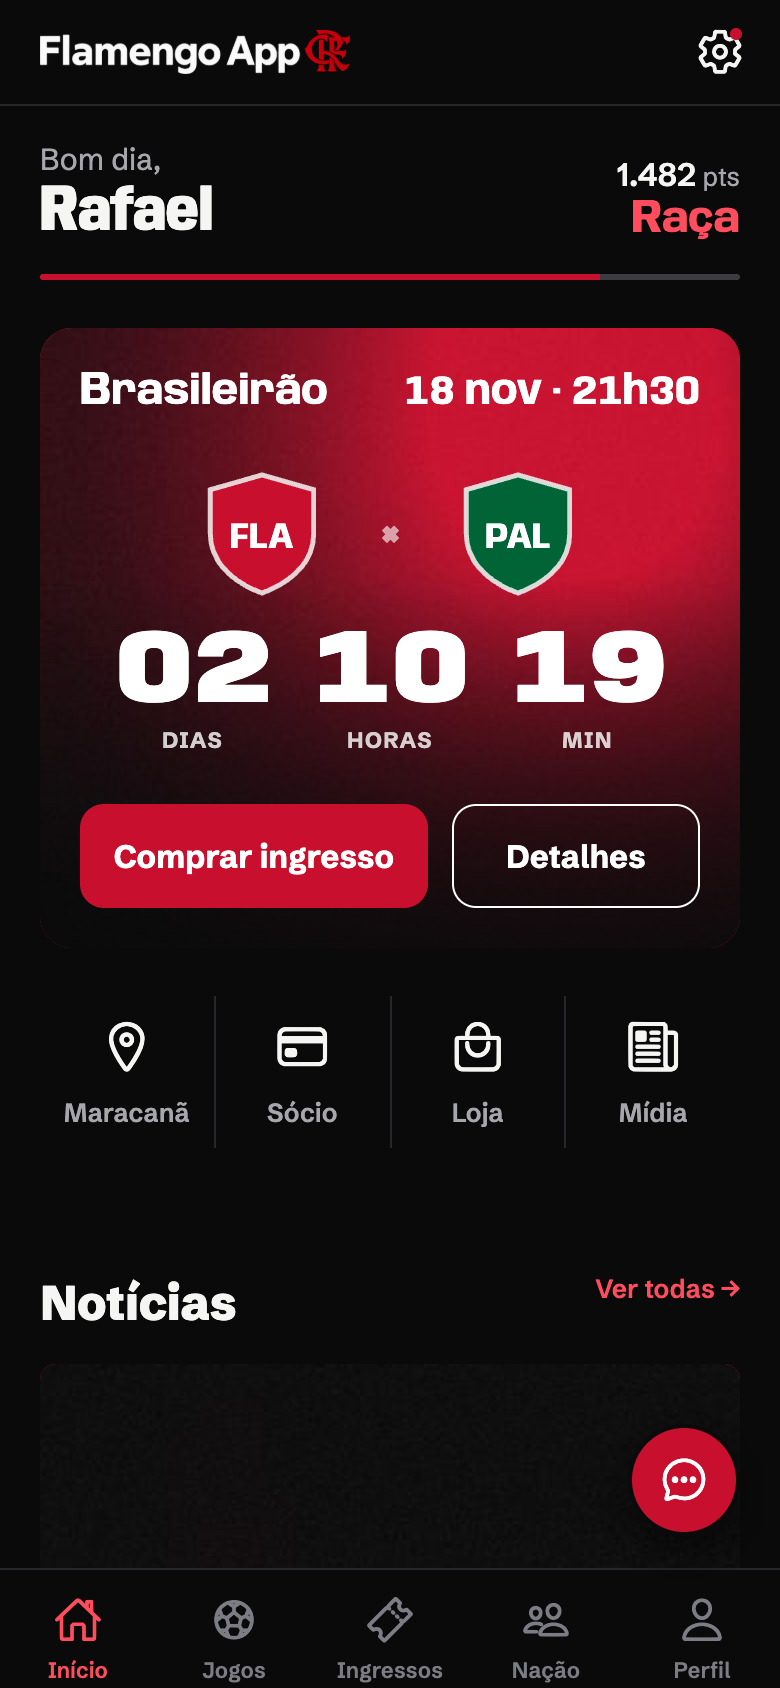 Flamengo App
Bom dia,
Rafael
1.482 pts
Raça
Brasileirão
18 nov · 21h30
FLA
×
PAL
02 10 19
DIAS HORAS MIN
Comprar ingresso
Detalhes
Maracanã
Sócio
Loja
Mídia
Notícias
Ver todas →
Início
Jogos
Ingressos
Nação
Perfil